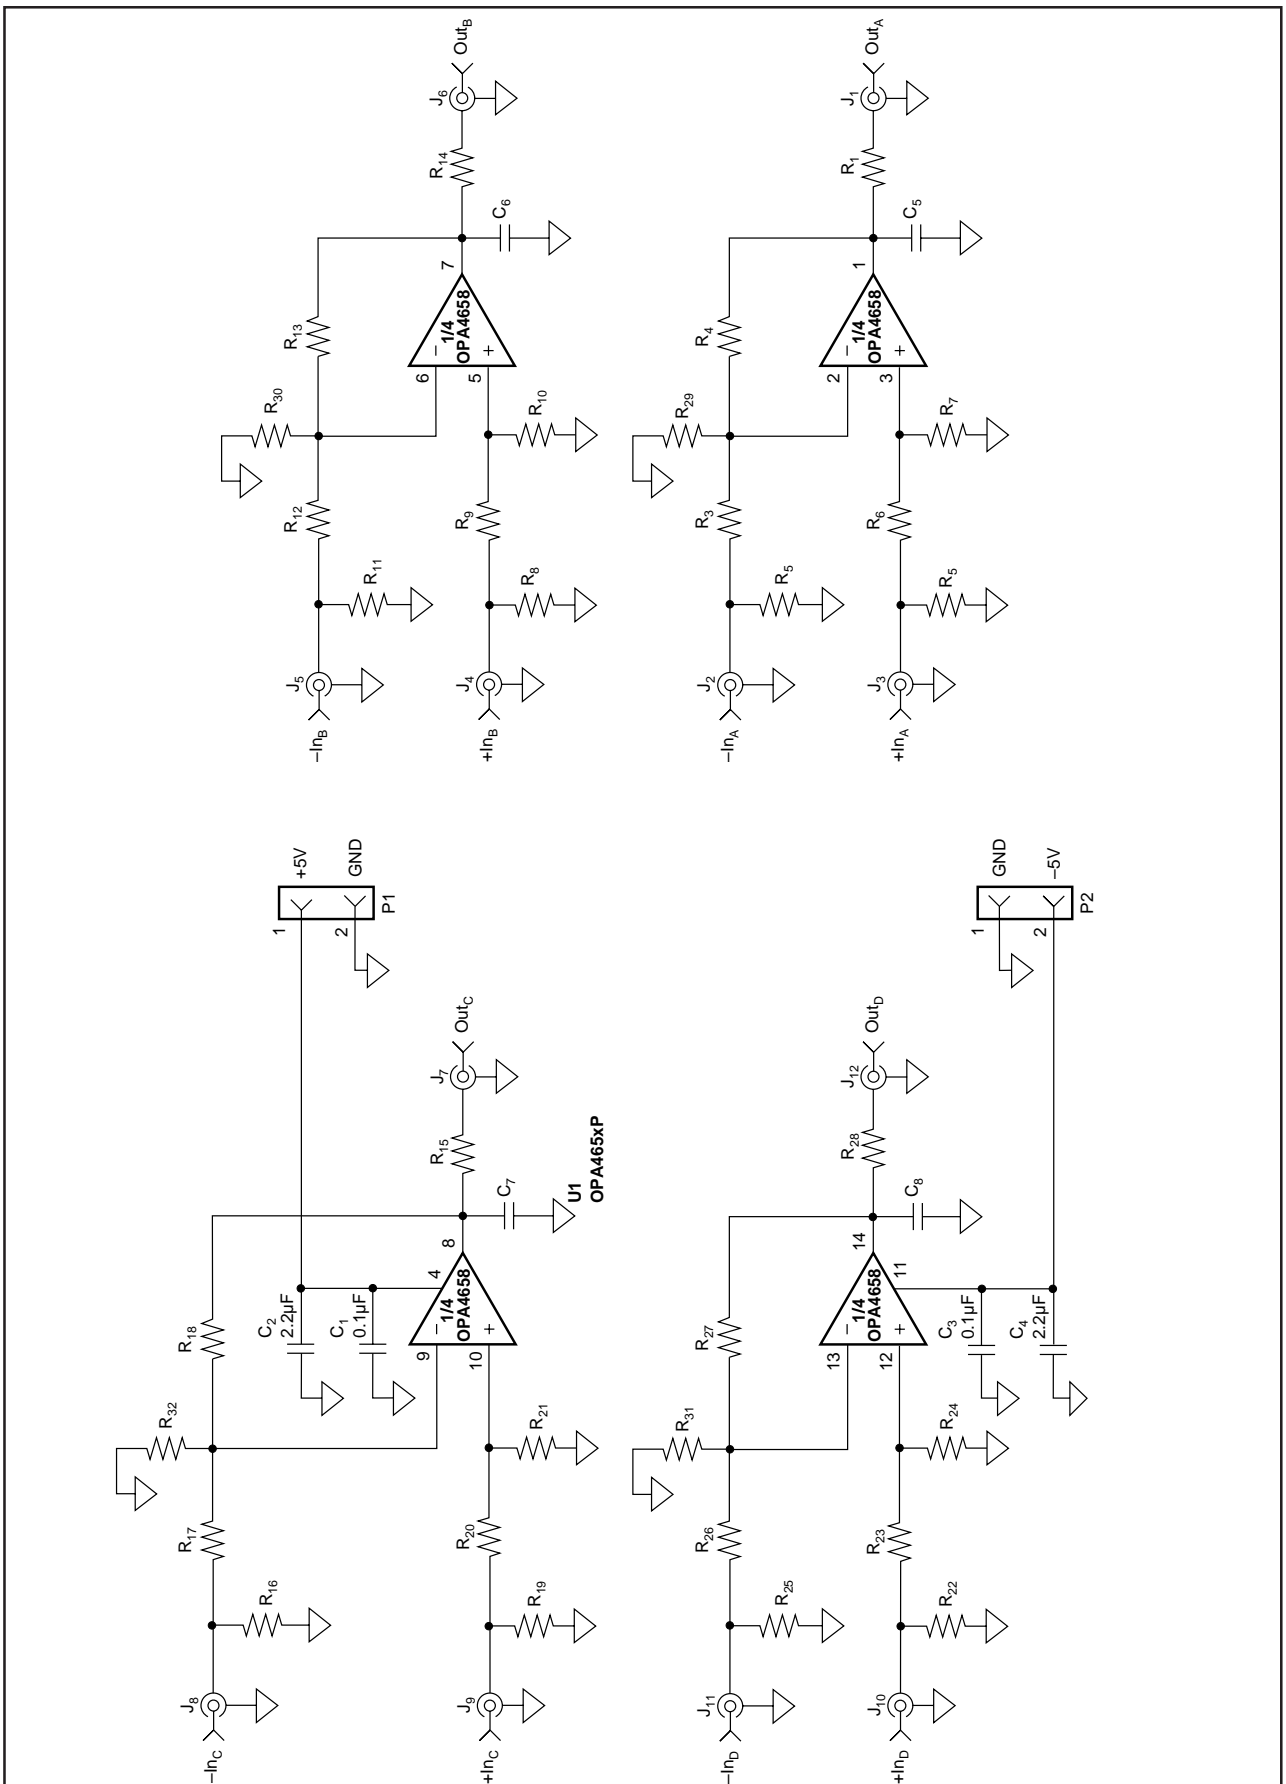 Out_B
J_6
R_14
C_6
7
R_13
1/4
OPA4658
–
+
6
5
R_30
R_10
R_12
R_9
R_11
R_8
J_5
J_4
–In_B
+In_B
Out_A
J_1
R_1
C_5
1
R_4
1/4
OPA4658
–
+
2
3
R_29
R_7
R_3
R_6
R_5
R_5
J_2
J_3
–In_A
+In_A
+5V
GND
1
2
P1
GND
–5V
1
2
P2
Out_C
J_7
R_15
C_7
U1
OPA465xP
8
4
R_18
C_2
2.2µF
C_1
0.1µF
1/4
OPA4658
–
+
9
10
R_32
R_21
R_17
R_20
R_16
R_19
J_8
J_9
–In_C
+In_C
Out_D
J_12
R_28
C_8
14
11
R_27
1/4
OPA4658
–
+
C_3
0.1µF
C_4
2.2µF
13
12
R_31
R_24
R_26
R_23
R_25
R_22
J_11
J_10
–In_D
+In_D